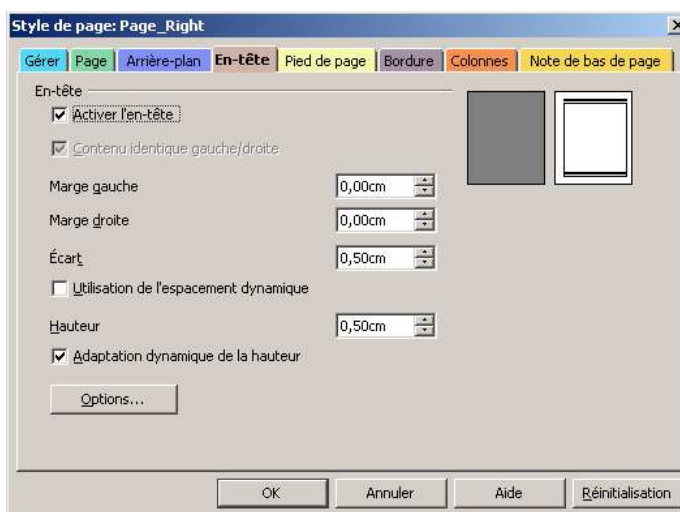 Style de page: Page_Right
Gérer Page Arrière-plan En-tête Pied de page Bordure Colonnes Note de bas de page
En-tête
Activer l'en-tête
Contenu identique gauche/droite
Marge gauche 0,00cm
Marge droite 0,00cm
Écart 0,50cm
Utilisation de l'espacement dynamique
Hauteur 0,50cm
Adaptation dynamique de la hauteur
Options...
OK Annuler Aide Réinitialisation